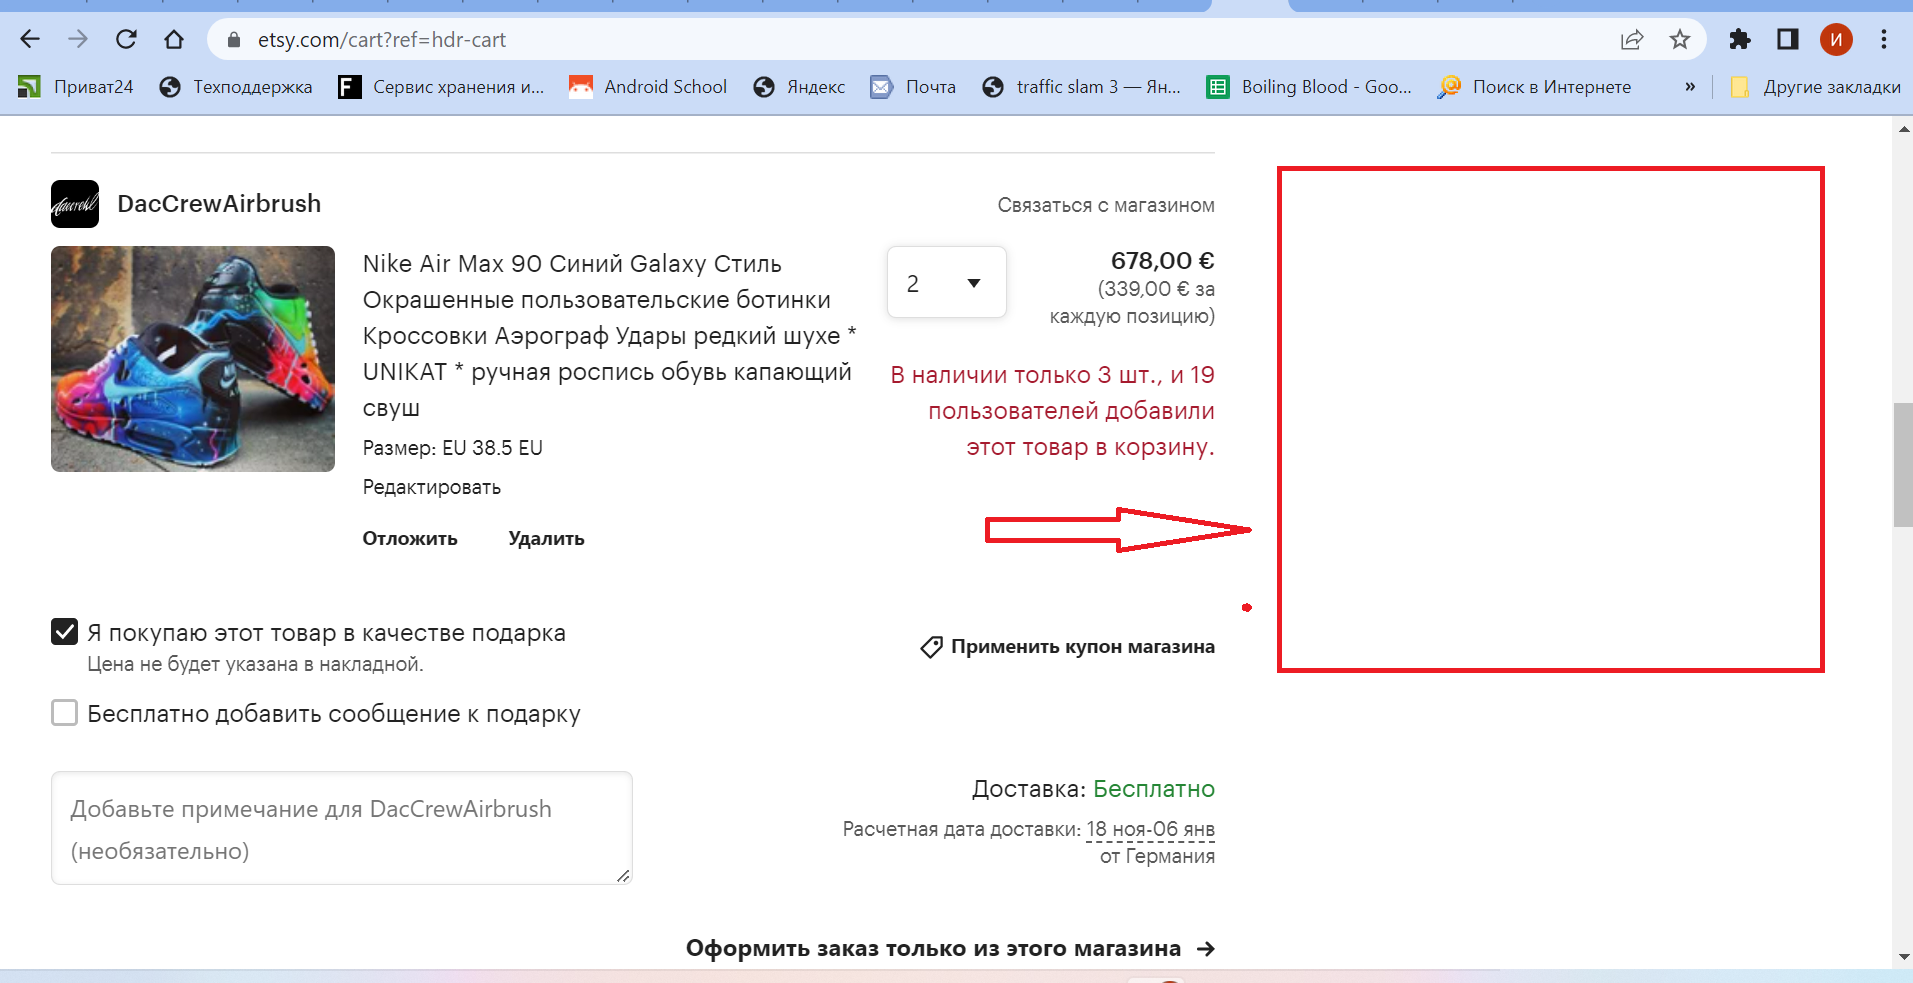 etsy.com/cart?ref=hdr-cart
И
Приват24
Техподдержка
Сервис хранения и...
Android School
Яндекс
Почта
traffic slam 3 — Ян...
Boiling Blood - Goo...
Поиск в Интернете
»
Другие закладки
DacCrewAirbrush
Связаться с магазином
Nike Air Max 90 Синий Galaxy Стиль
Окрашенные пользовательские ботинки
Кроссовки Аэрограф Удары редкий шухе *
UNIKAT * ручная роспись обувь капающий
свуш
Размер: EU 38.5 EU
Редактировать
Отложить
Удалить
2
678,00 €
(339,00 € за
каждую позицию)
В наличии только 3 шт., и 19
пользователей добавили
этот товар в корзину.
Я покупаю этот товар в качестве подарка
Цена не будет указана в накладной.
Применить купон магазина
Бесплатно добавить сообщение к подарку
Добавьте примечание для DacCrewAirbrush
(необязательно)
Доставка: Бесплатно
Расчетная дата доставки: 18 ноя-06 янв
от Германия
Оформить заказ только из этого магазина